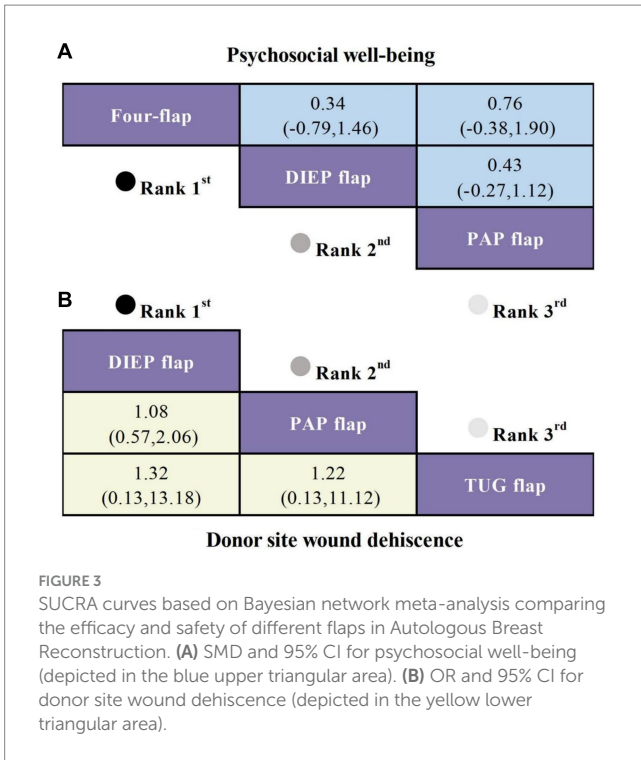 A
Psychosocial well-being
Four-flap
0.34
(-0.79,1.46)
0.76
(-0.38,1.90)
Rank 1st
DIEP flap
0.43
(-0.27,1.12)
Rank 2nd
PAP flap
B
Rank 1st
Rank 3rd
DIEP flap
Rank 2nd
1.08
(0.57,2.06)
PAP flap
Rank 3rd
1.32
(0.13,13.18)
1.22
(0.13,11.12)
TUG flap
Donor site wound dehiscence
FIGURE 3
SUCRA curves based on Bayesian network meta-analysis comparing
the efficacy and safety of different flaps in Autologous Breast
Reconstruction. (A) SMD and 95% CI for psychosocial well-being
(depicted in the blue upper triangular area). (B) OR and 95% CI for
donor site wound dehiscence (depicted in the yellow lower
triangular area).